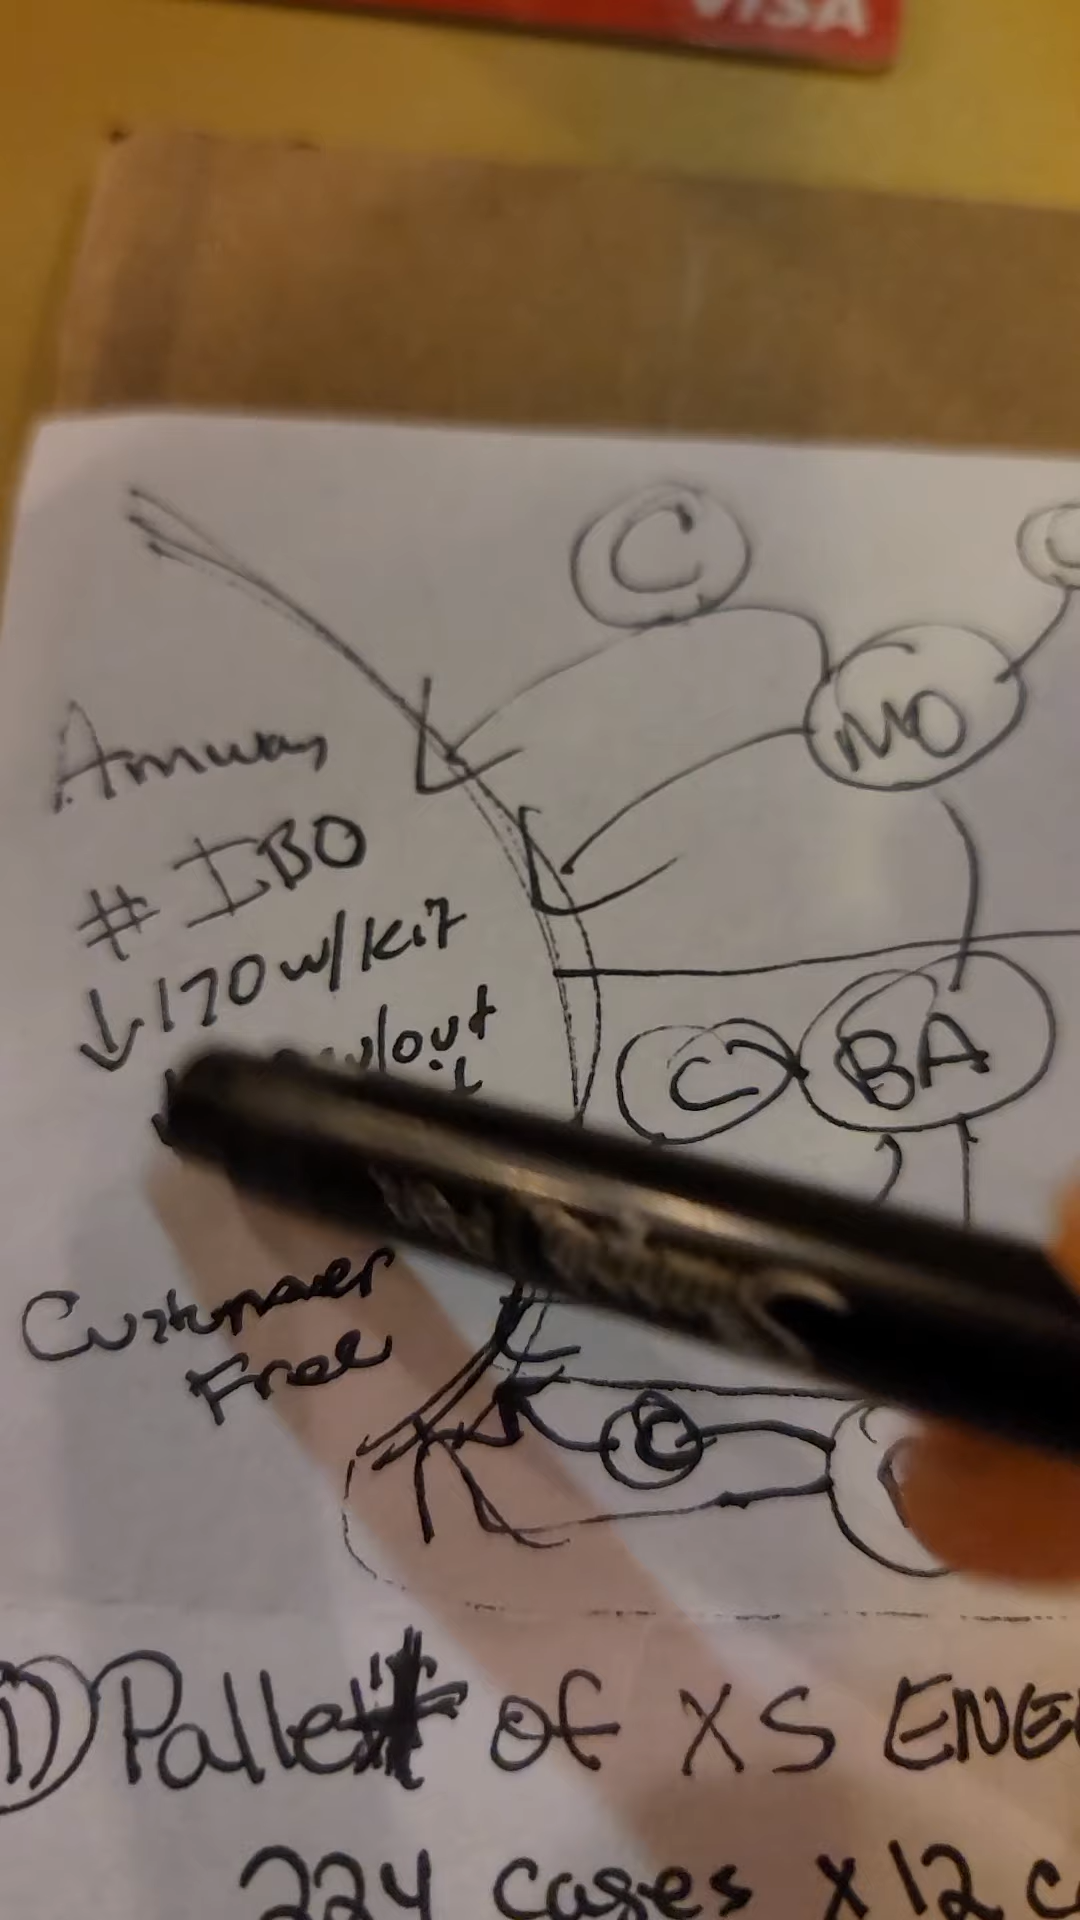 VISA
C
MO
Amway
# IBO
↓ 170 w/Kit
w/out
C BA
Customer
Free
C
1) Pallet of XS ENE
224 cases x 12 c